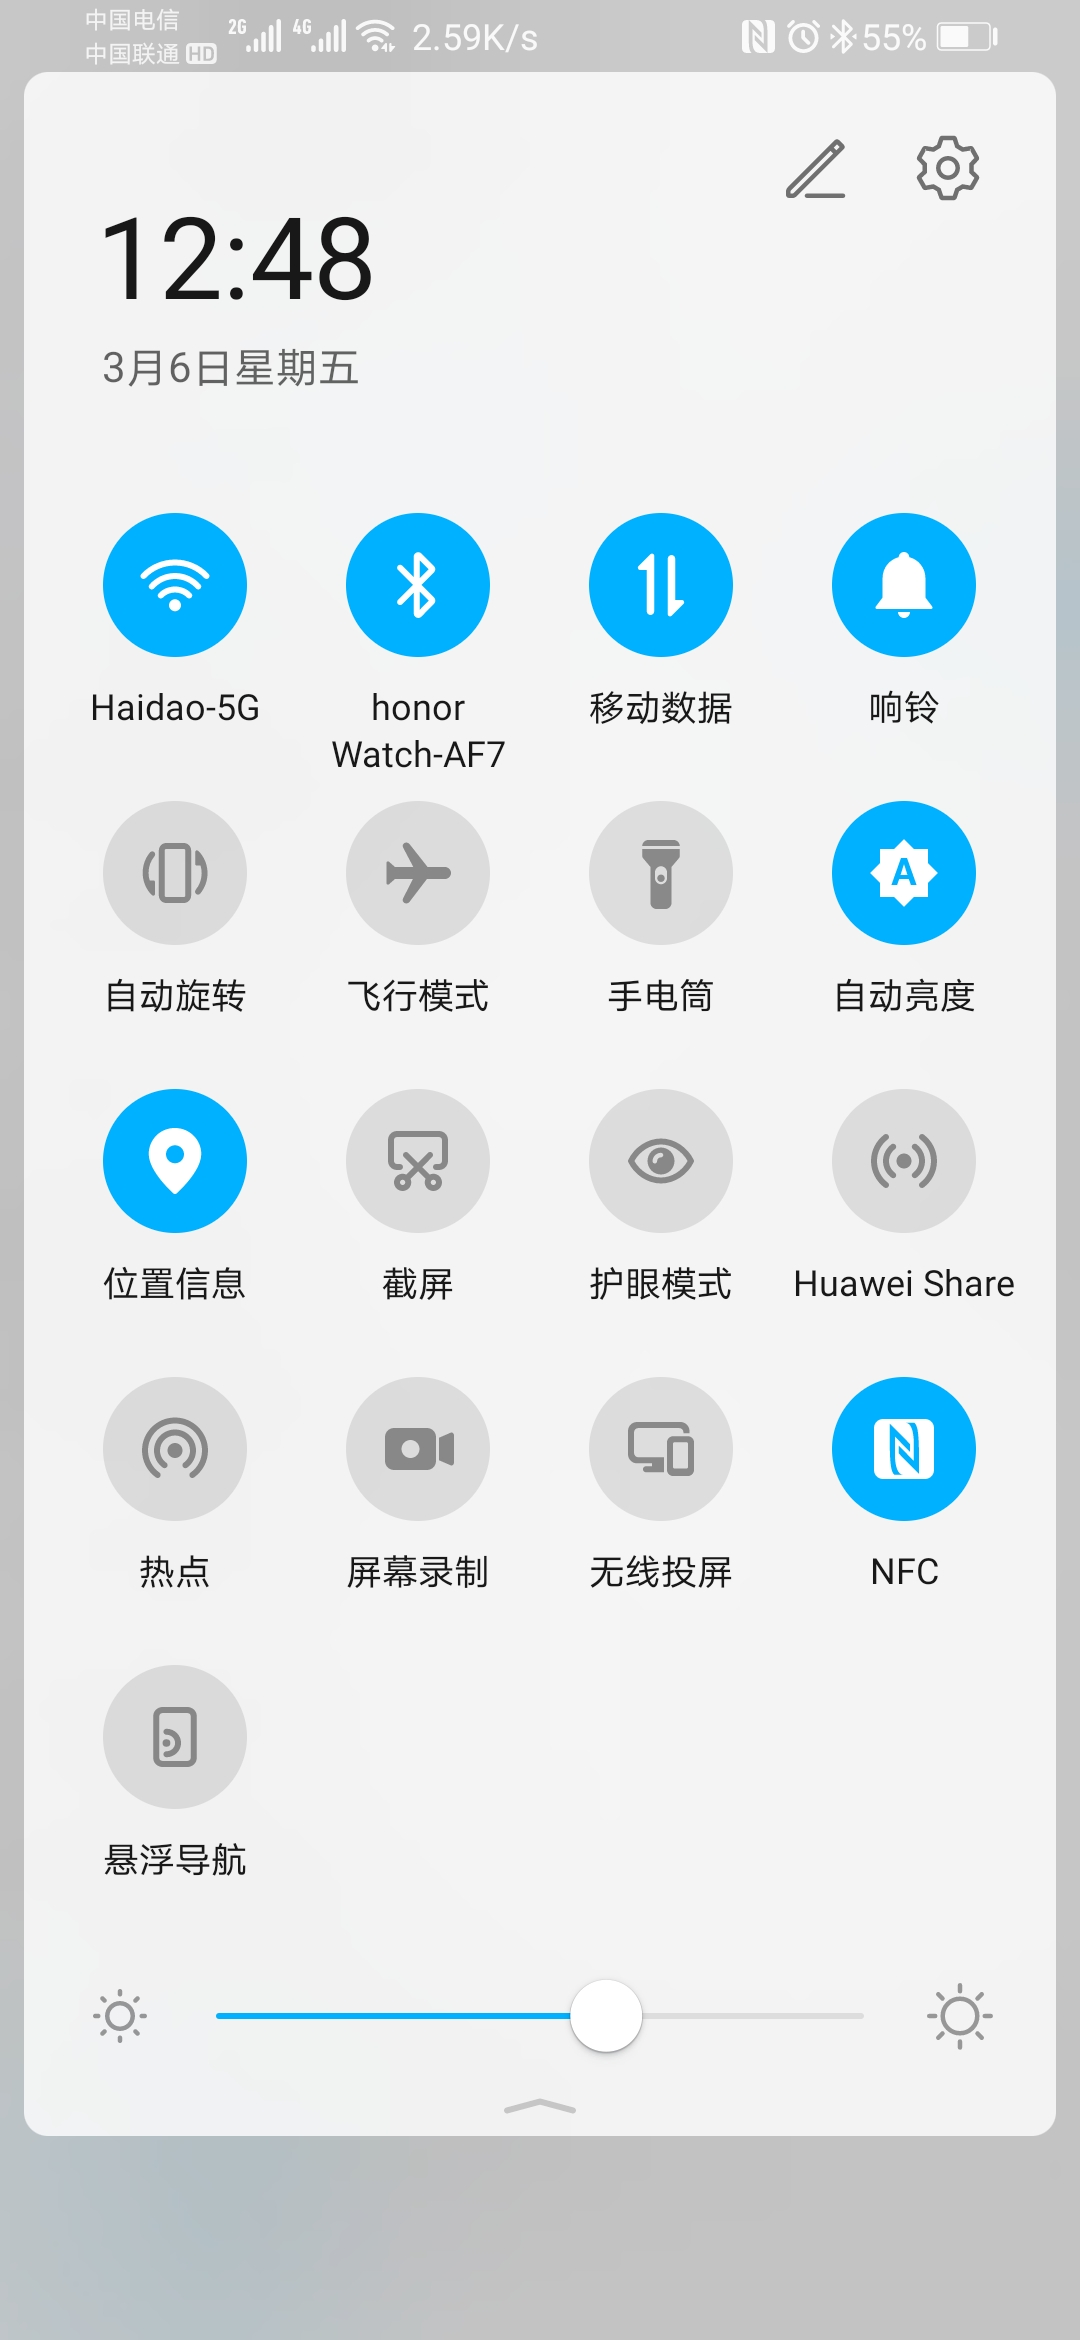 中国电信
中国联通 HD
2G 4G 2.59K/s 55%
12:48
3月6日星期五
Haidao-5G
honor
Watch-AF7
移动数据
响铃
自动旋转
飞行模式
手电筒
A
自动亮度
位置信息
截屏
护眼模式
Huawei Share
热点
屏幕录制
无线投屏
NFC
悬浮导航